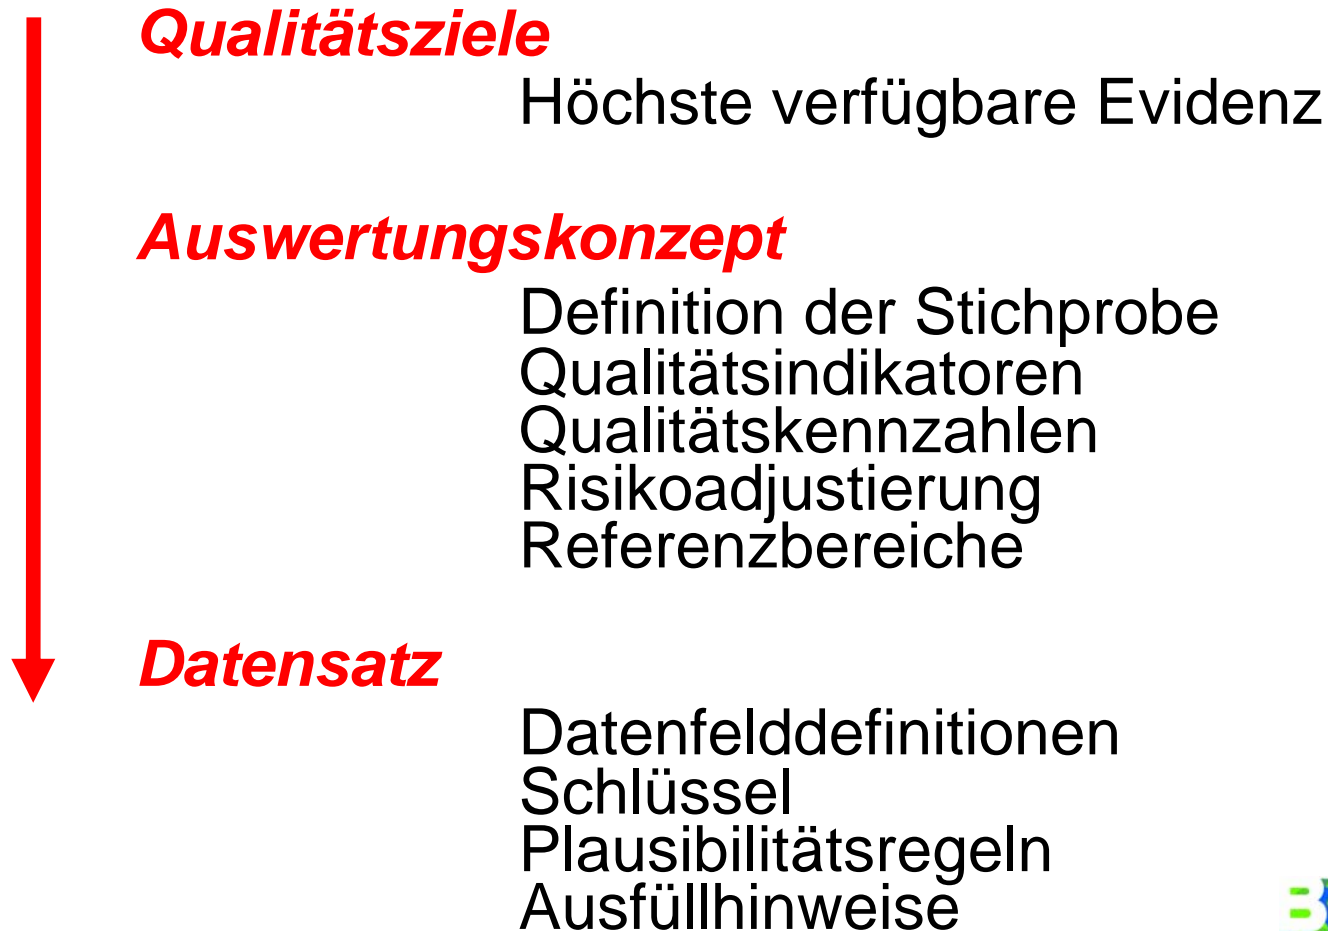 Qualitätsziele
Höchste verfügbare Evidenz
Auswertungskonzept
Definition der Stichprobe
Qualitätsindikatoren
Qualitätskennzahlen
Risikoadjustierung
Referenzbereiche
Datensatz
Datenfelddefinitionen
Schlüssel
Plausibilitätsregeln
Ausfüllhinweise